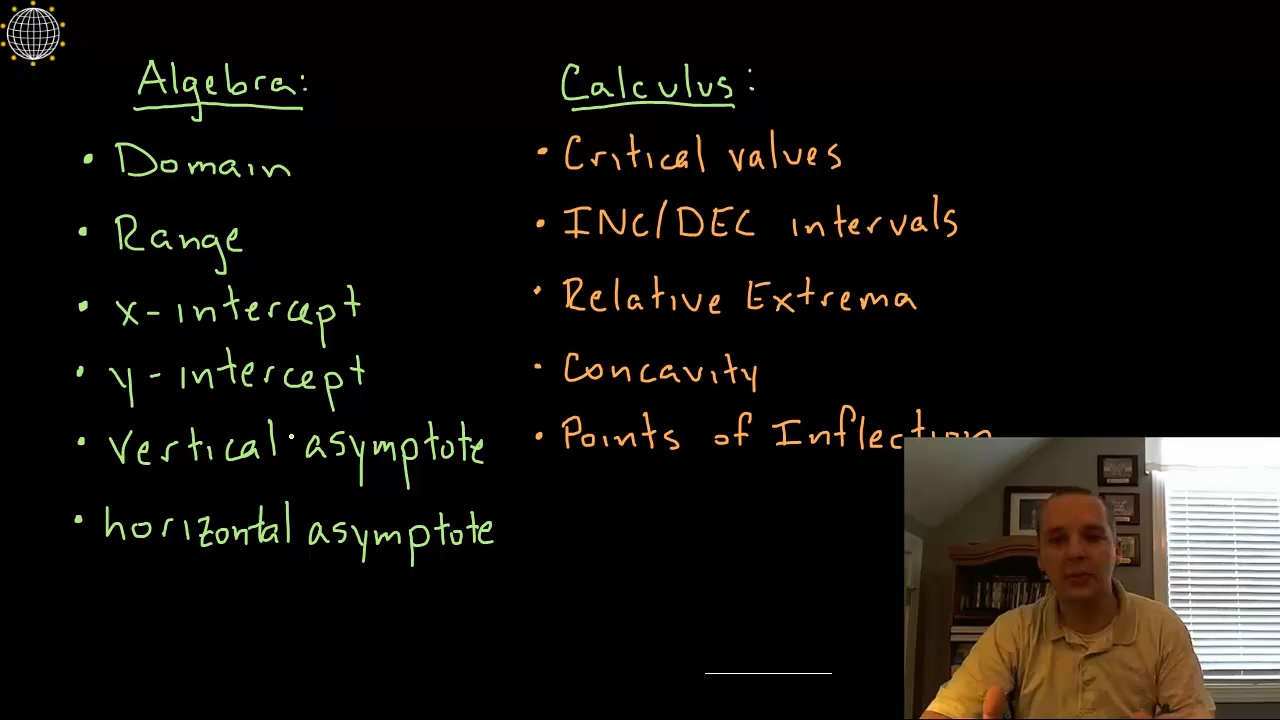 Algebra:
• Domain
• Range
• x-intercept
• y-intercept
• vertical asymptote
• horizontal asymptote
Calculus:
• Critical values
• INC/DEC intervals
• Relative Extrema
• Concavity
• Points of Inflection